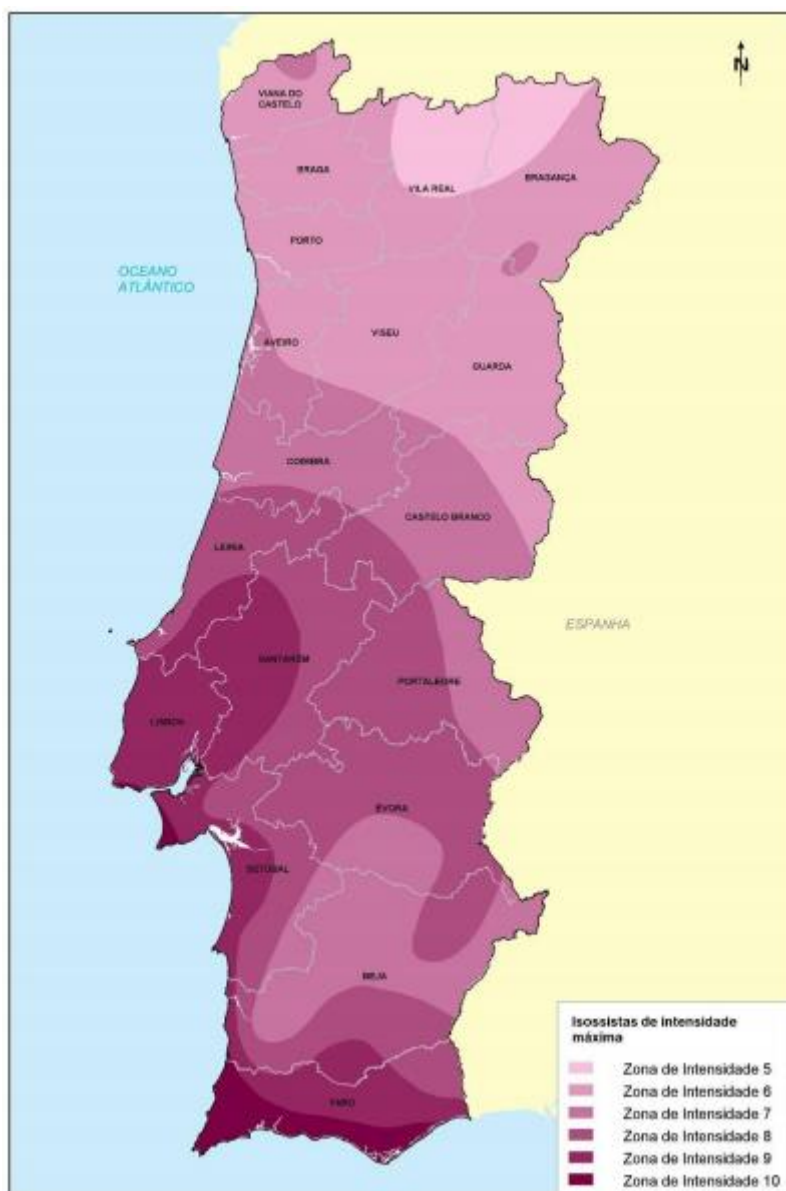 N
VIANA DO
CASTELO
BRAGA
VILA REAL
BRAGANÇA
PORTO
OCEANO
ATLÂNTICO
AVEIRO
VISEU
GUARDA
COIMBRA
CASTELO BRANCO
LEIRIA
ESPANHA
SANTARÉM
PORTALEGRE
LISBOA
ÉVORA
SETÚBAL
BEJA
FARO
Isossistas de intensidade
máxima
Zona de Intensidade 5
Zona de Intensidade 6
Zona de Intensidade 7
Zona de Intensidade 8
Zona de Intensidade 9
Zona de Intensidade 10